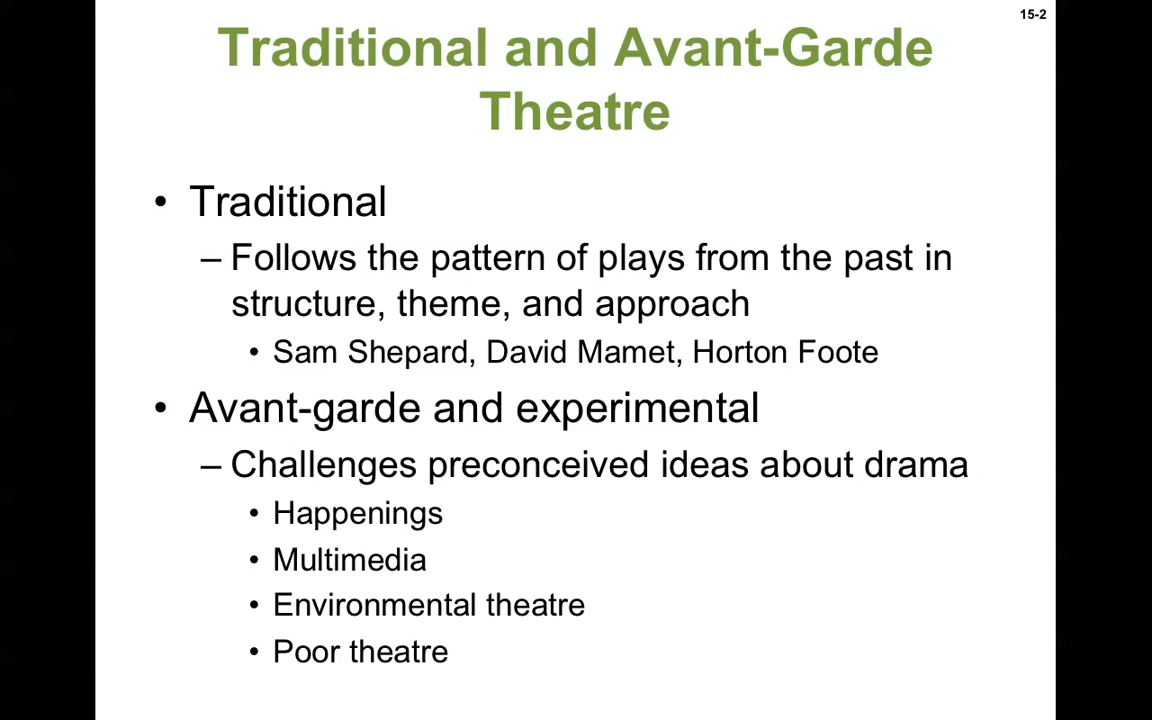 15-2
Traditional and Avant-Garde
Theatre
• Traditional
– Follows the pattern of plays from the past in
structure, theme, and approach
• Sam Shepard, David Mamet, Horton Foote
• Avant-garde and experimental
– Challenges preconceived ideas about drama
• Happenings
• Multimedia
• Environmental theatre
• Poor theatre